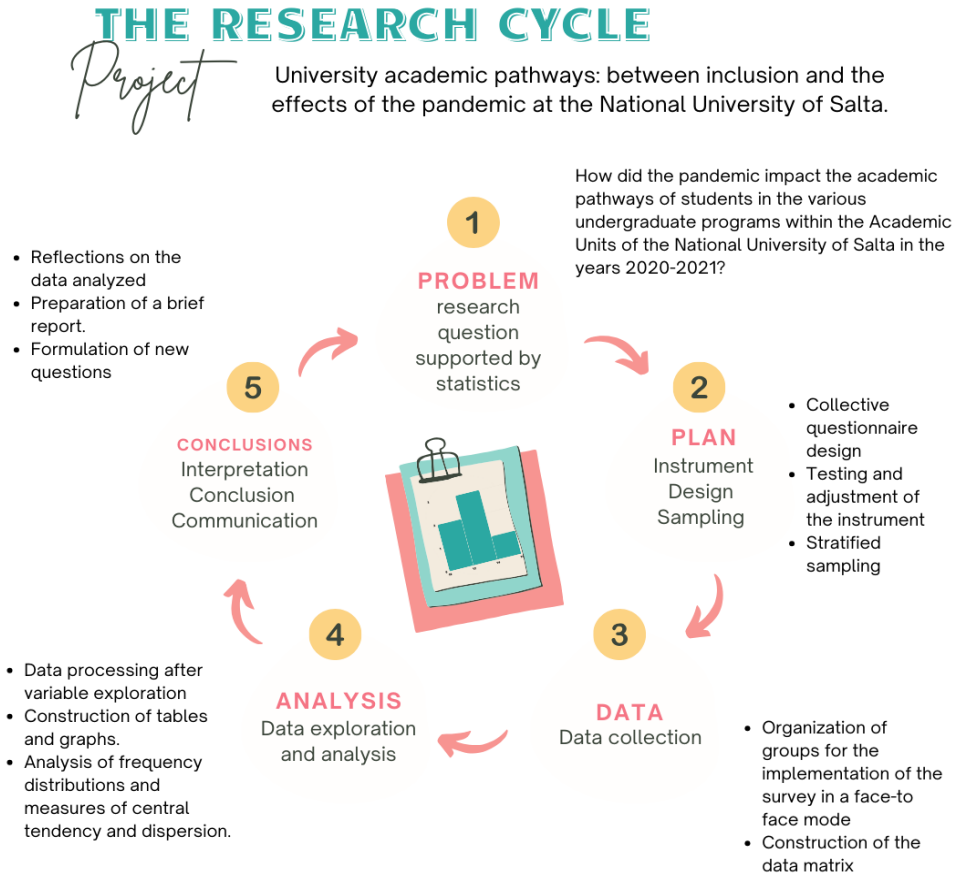 THE RESEARCH CYCLE
Project
University academic pathways: between inclusion and the
effects of the pandemic at the National University of Salta.
How did the pandemic impact the academic
pathways of students in the various
undergraduate programs within the Academic
Units of the National University of Salta in the
years 2020-2021?
1
PROBLEM
research
question
supported by
statistics
2
PLAN
Instrument
Design
Sampling
• Collective
questionnaire
design
• Testing and
adjustment of
the instrument
• Stratified
sampling
3
DATA
Data collection
• Organization of
groups for the
implementation of the
survey in a face-to
face mode
• Construction of the
data matrix
4
ANALYSIS
Data exploration
and analysis
• Data processing after
variable exploration
• Construction of tables
and graphs.
• Analysis of frequency
distributions and
measures of central
tendency and dispersion.
5
CONCLUSIONS
Interpretation
Conclusion
Communication
• Reflections on the
data analyzed
• Preparation of a brief
report.
• Formulation of new
questions